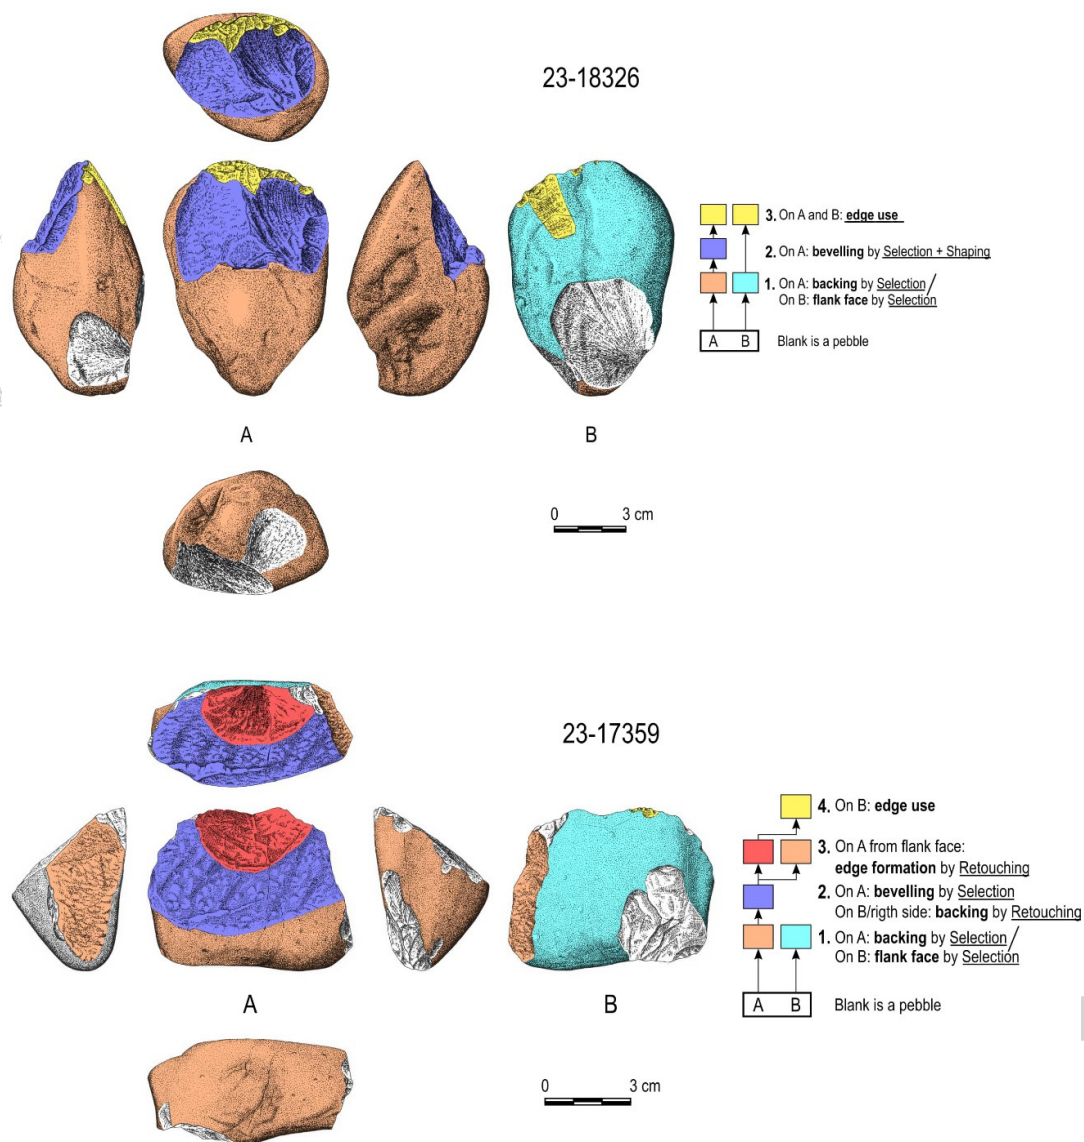 23-18326
3. On A and B: edge use
2. On A: bevelling by Selection + Shaping
1. On A: backing by Selection/
On B: flank face by Selection
A B Blank is a pebble
A B
0 3 cm
23-17359
4. On B: edge use
3. On A from flank face:
edge formation by Retouching
2. On A: bevelling by Selection
On B/rigth side: backing by Retouching
1. On A: backing by Selection/
On B: flank face by Selection
A B Blank is a pebble
A B
0 3 cm